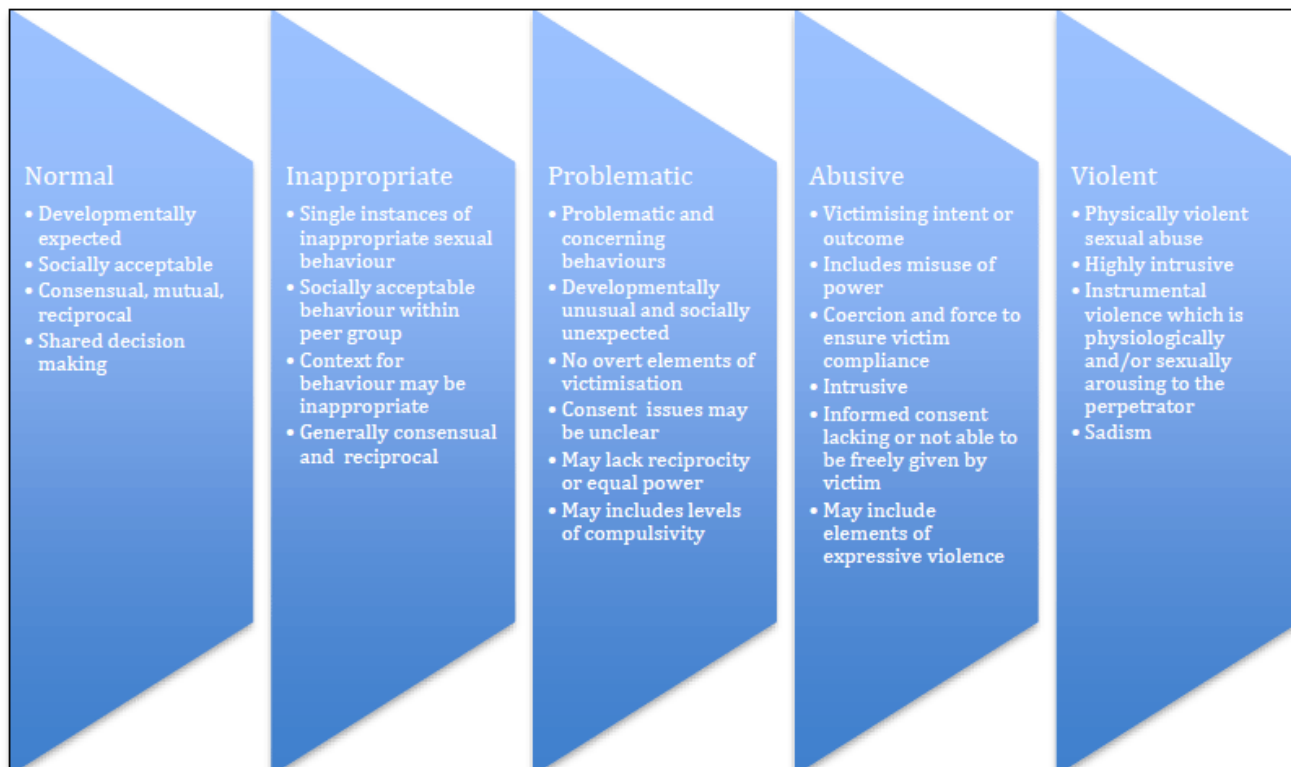 Normal
• Developmentally
expected
• Socially acceptable
• Consensual, mutual,
reciprocal
• Shared decision
making
Inappropriate
• Single instances of
inappropriate sexual
behaviour
• Socially acceptable
behaviour within
peer group
• Context for
behaviour may be
inappropriate
• Generally consensual
and reciprocal
Problematic
• Problematic and
concerning
behaviours
• Developmentally
unusual and socially
unexpected
• No overt elements of
victimisation
• Consent issues may
be unclear
• May lack reciprocity
or equal power
• May includes levels
of compulsivity
Abusive
• Victimising intent or
outcome
• Includes misuse of
power
• Coercion and force to
ensure victim
compliance
• Intrusive
• Informed consent
lacking or not able to
be freely given by
victim
• May include
elements of
expressive violence
Violent
• Physically violent
sexual abuse
• Highly intrusive
• Instrumental
violence which is
physiologically
and/or sexually
arousing to the
perpetrator
• Sadism